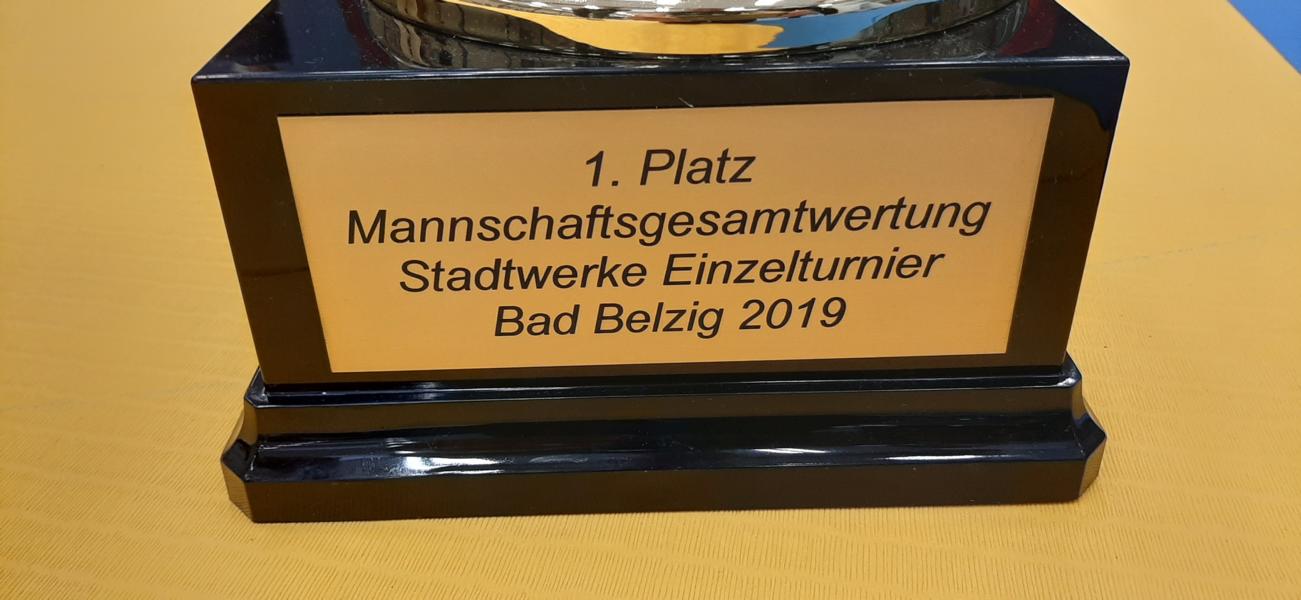 1. Platz
Mannschaftsgesamtwertung
Stadtwerke Einzelturnier
Bad Belzig 2019